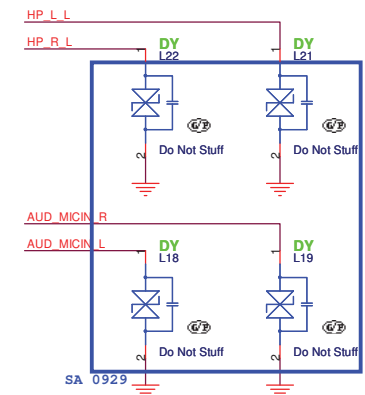 HP_L_L
HP_R_L
DY DY
1 L22 1 L21
G/P G/P
2 Do Not Stuff 2 Do Not Stuff
AUD_MICIN_R
AUD_MICIN_L
DY DY
1 L18 1 L19
G/P G/P
2 Do Not Stuff 2 Do Not Stuff
SA 0929